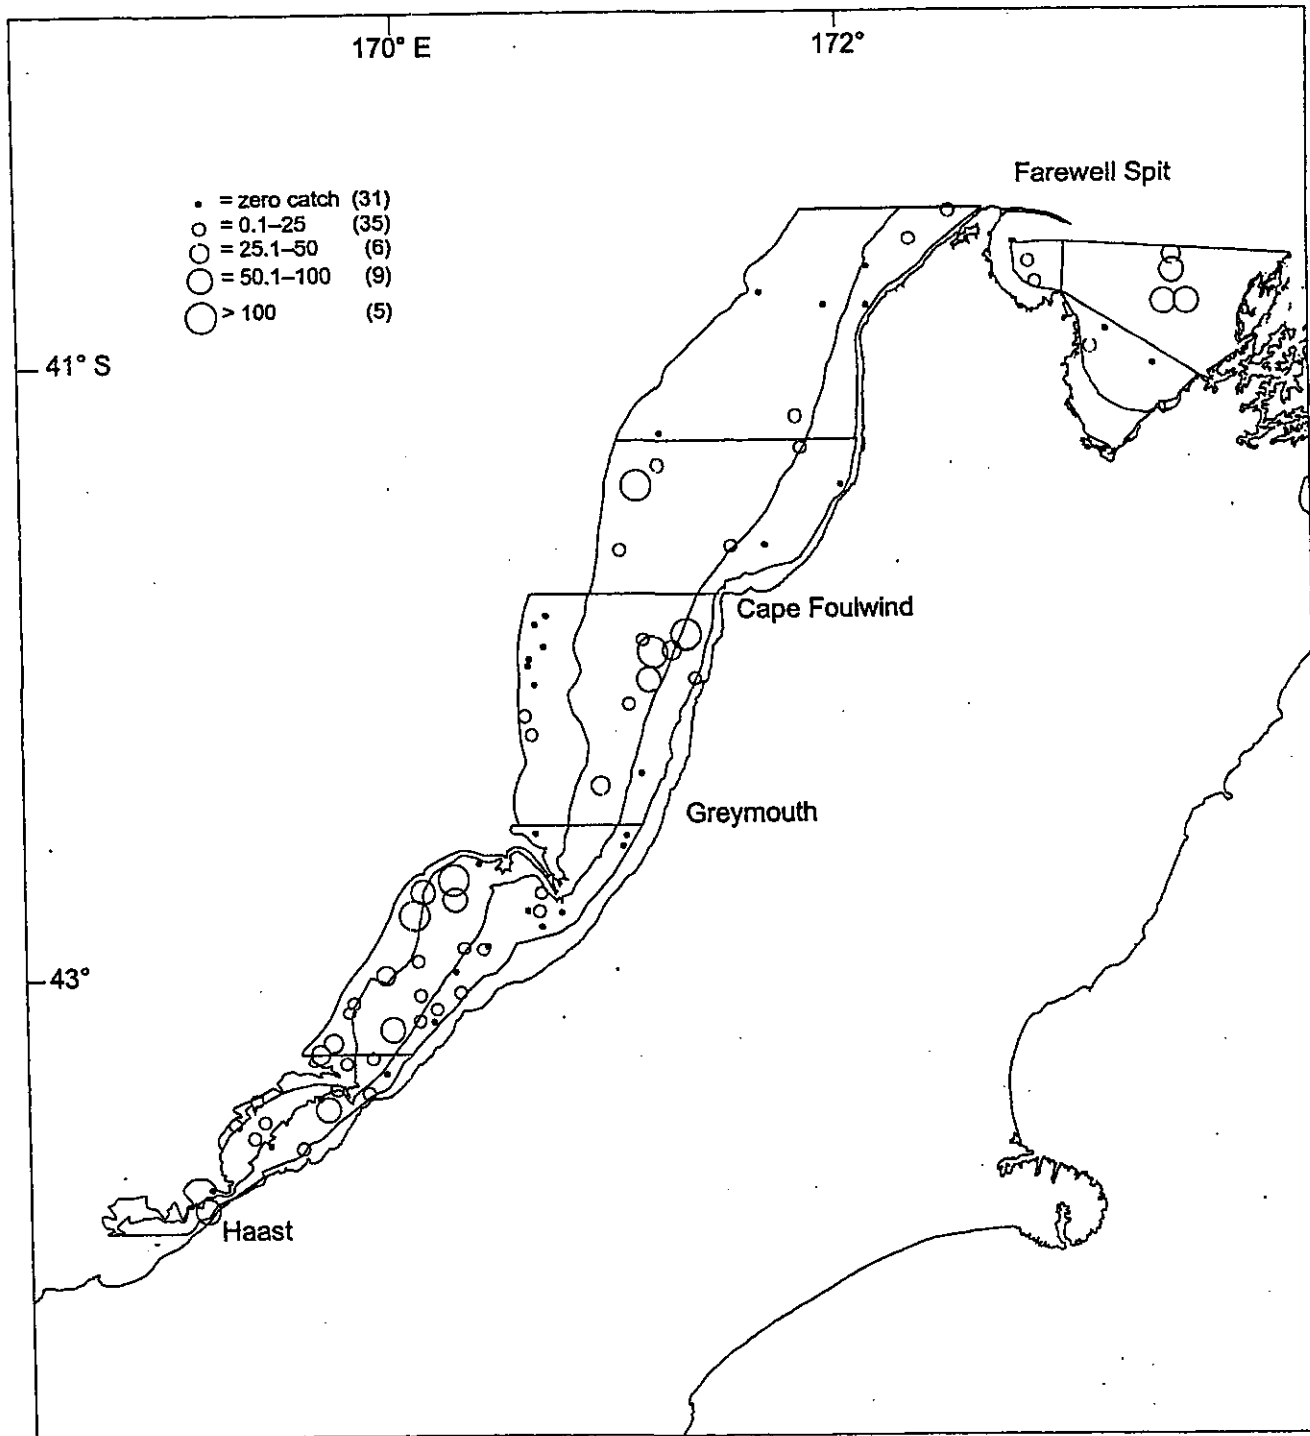 170° E
172°
Farewell Spit
• = zero catch (31)
○ = 0.1–25 (35)
○ = 25.1–50 (6)
○ = 50.1–100 (9)
○ > 100 (5)
41° S
Cape Foulwind
Greymouth
43°
Haast